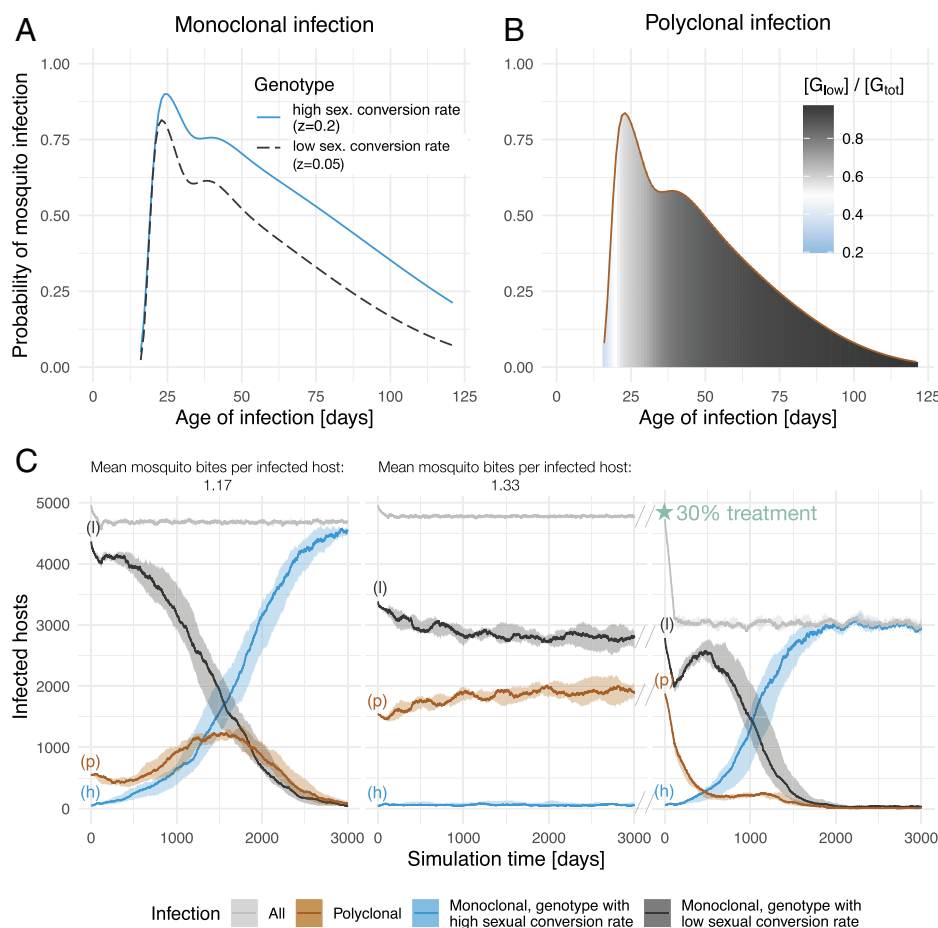 A
Monoclonal infection
B
Polyclonal infection
Probability of mosquito infection
1.00
0.75
0.50
0.25
0.00
Genotype
high sex. conversion rate
(z=0.2)
low sex. conversion rate
(z=0.05)
0 25 50 75 100 125
Age of infection [days]
1.00
0.75
0.50
0.25
0.00
[Glow] / [Gtot]
0.8
0.6
0.4
0.2
0 25 50 75 100 125
Age of infection [days]
C
Mean mosquito bites per infected host:
1.17
Mean mosquito bites per infected host:
1.33
30% treatment
Infected hosts
5000
4000
3000
2000
1000
0
(l)
(p)
(h)
(l)
(p)
(h)
(l)
(p)
(h)
0 1000 2000 3000
0 1000 2000 3000
0 1000 2000 3000
Simulation time [days]
Infection
All
Polyclonal
Monoclonal, genotype with
high sexual conversion rate
Monoclonal, genotype with
low sexual conversion rate